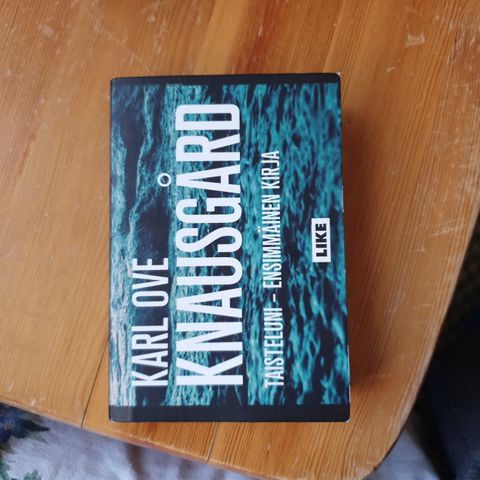 KARL OVE
KNAUSGÅRD
TAISTELUNI – ENSIMMÄINEN KIRJA
LIKE